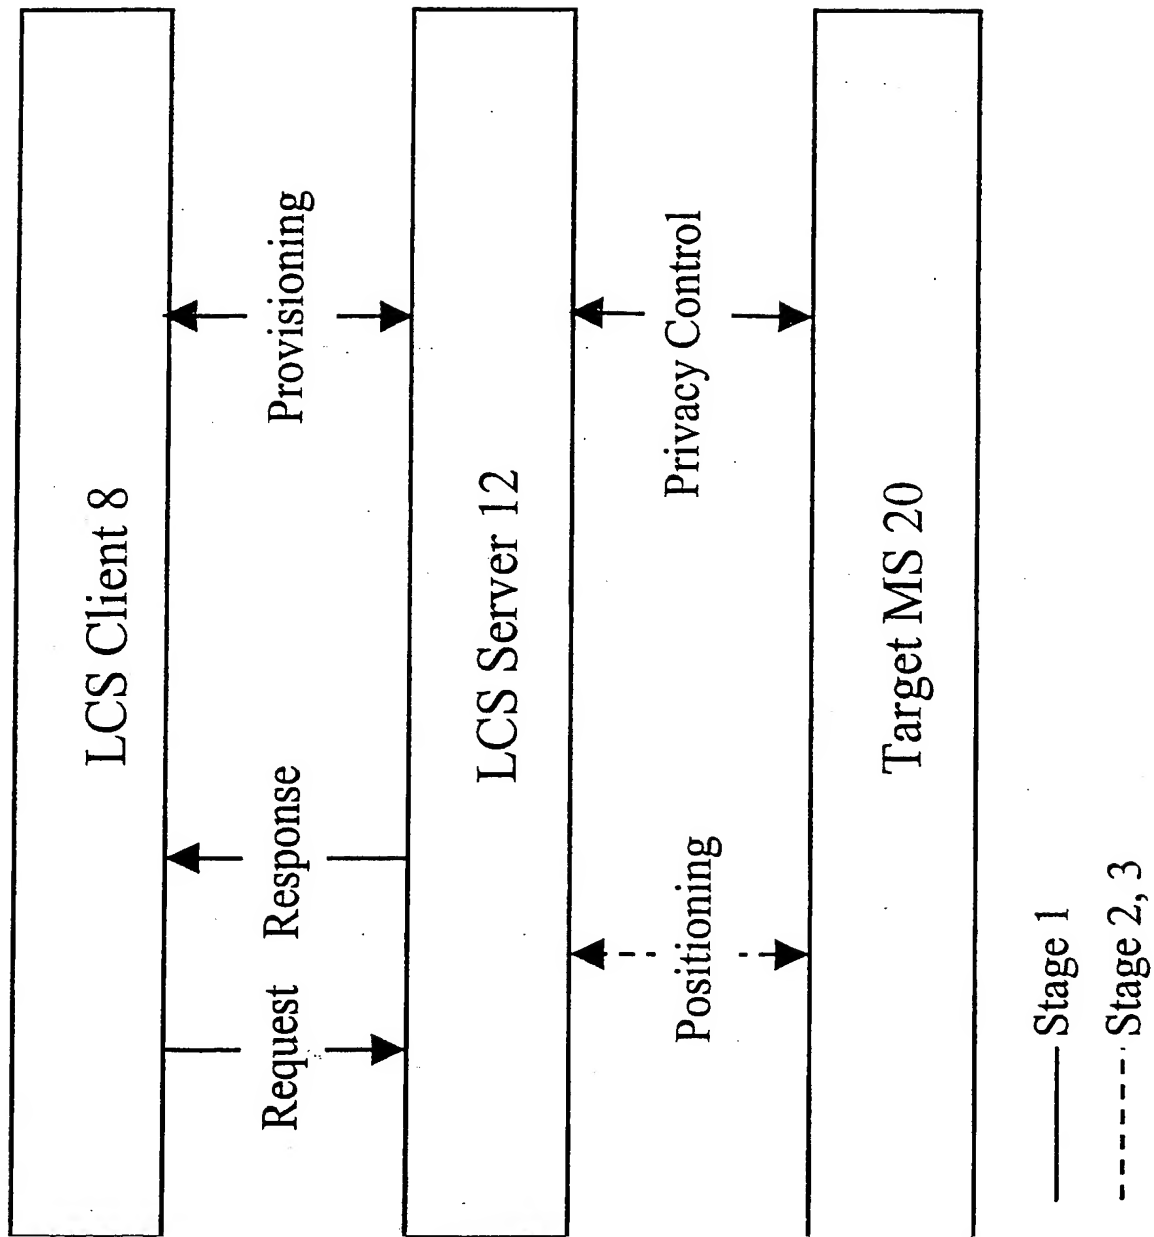 LCS Client 8
Request
Response
Provisioning
LCS Server 12
Positioning
Privacy Control
Target MS 20
Stage 1
Stage 2, 3